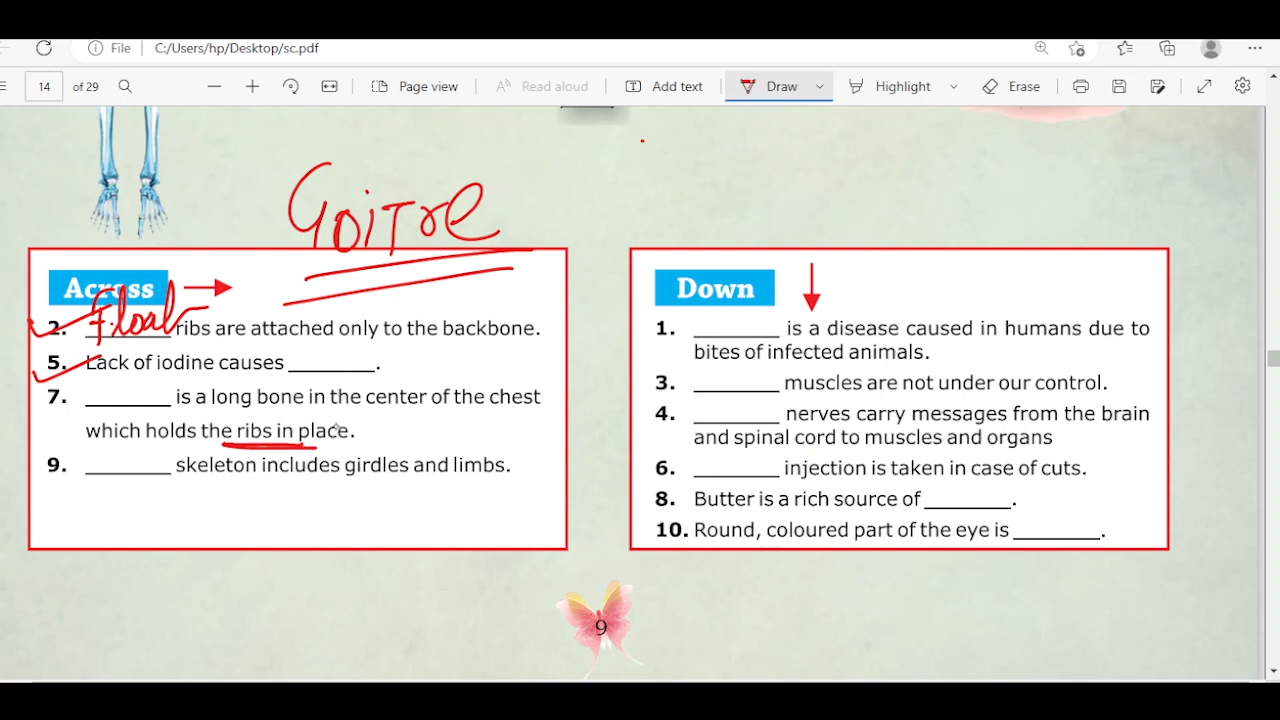 File C:/Users/hp/Desktop/sc.pdf
14 of 29 Page view Read aloud Add text Draw Highlight Erase
GoiTre
Across
Down
2. ribs are attached only to the backbone.
5. Lack of iodine causes ________.
7. ________ is a long bone in the center of the chest
which holds the ribs in place.
9. ________ skeleton includes girdles and limbs.
1. ________ is a disease caused in humans due to
bites of infected animals.
3. ________ muscles are not under our control.
4. ________ nerves carry messages from the brain
and spinal cord to muscles and organs
6. ________ injection is taken in case of cuts.
8. Butter is a rich source of ________.
10. Round, coloured part of the eye is ________.
9